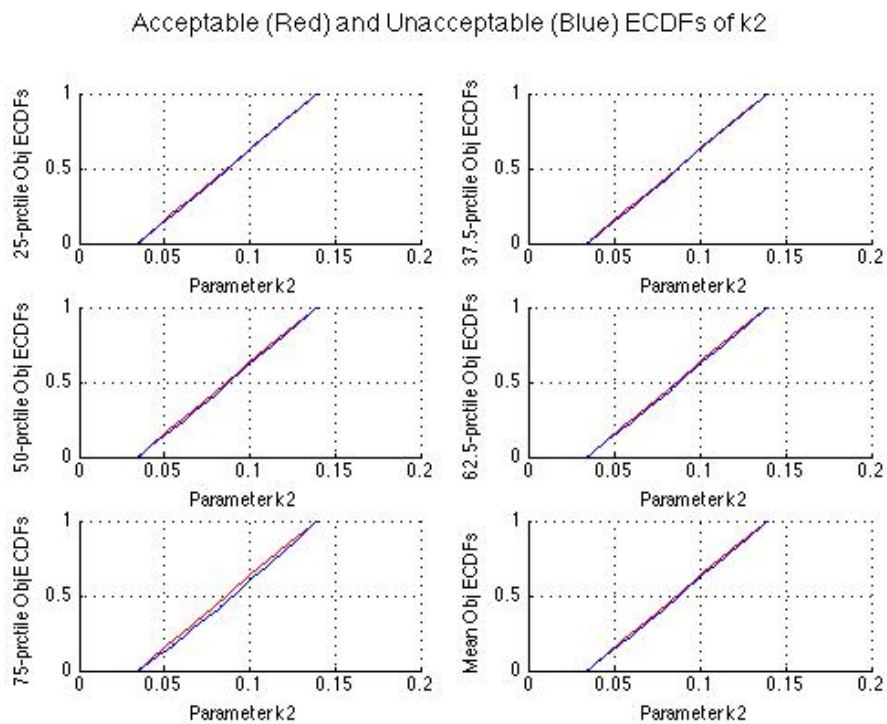 Acceptable (Red) and Unacceptable (Blue) ECDFs of k2
25-prctile Obj ECDFs
1
0.5
0
0 0.05 0.1 0.15 0.2
Parameter k2
37.5-prctile Obj ECDFs
1
0.5
0
0 0.05 0.1 0.15 0.2
Parameter k2
50-prctile Obj ECDFs
1
0.5
0
0 0.05 0.1 0.15 0.2
Parameter k2
62.5-prctile Obj ECDFs
1
0.5
0
0 0.05 0.1 0.15 0.2
Parameter k2
75-prctile Obj ECDFs
1
0.5
0
0 0.05 0.1 0.15 0.2
Parameter k2
Mean Obj ECDFs
1
0.5
0
0 0.05 0.1 0.15 0.2
Parameter k2